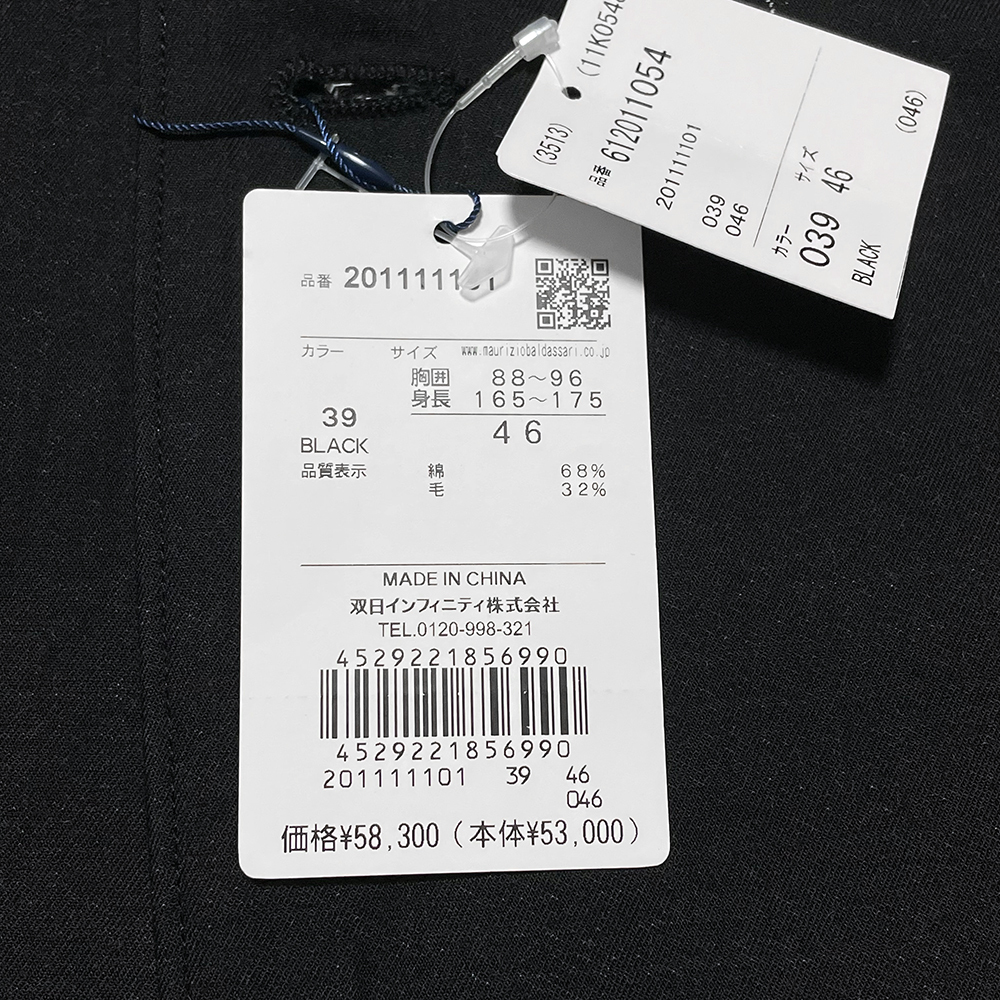 (11K054
(3513)
品番 612011054
201111101
039
046
カラー サイズ
039 46
BLACK
(046)
品番 201111101
www.mauriziobaldassari.co.jp
カラー サイズ
胸囲 88～96
身長 165～175
39
BLACK
46
品質表示 綿 68%
毛 32%
MADE IN CHINA
双日インフィニティ株式会社
TEL.0120-998-321
4529221856990
4529221856990
201111101 39 46
046
価格¥58,300（本体¥53,000）